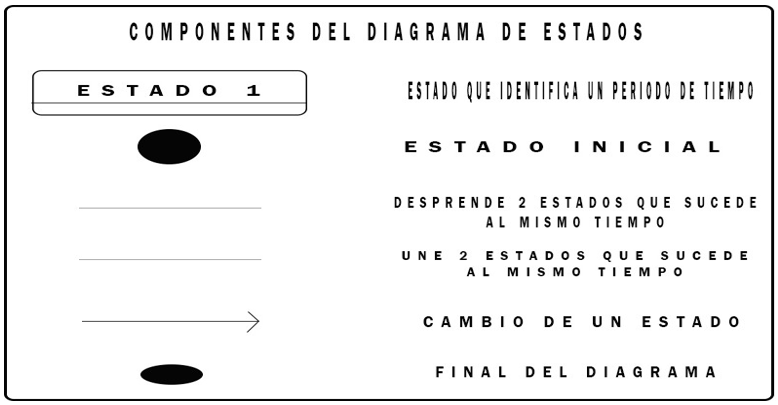 COMPONENTES DEL DIAGRAMA DE ESTADOS
ESTADO 1
ESTADO QUE IDENTIFICA UN PERIODO DE TIEMPO
ESTADO INICIAL
DESPRENDE 2 ESTADOS QUE SUCEDE
AL MISMO TIEMPO
UNE 2 ESTADOS QUE SUCEDE
AL MISMO TIEMPO
CAMBIO DE UN ESTADO
FINAL DEL DIAGRAMA